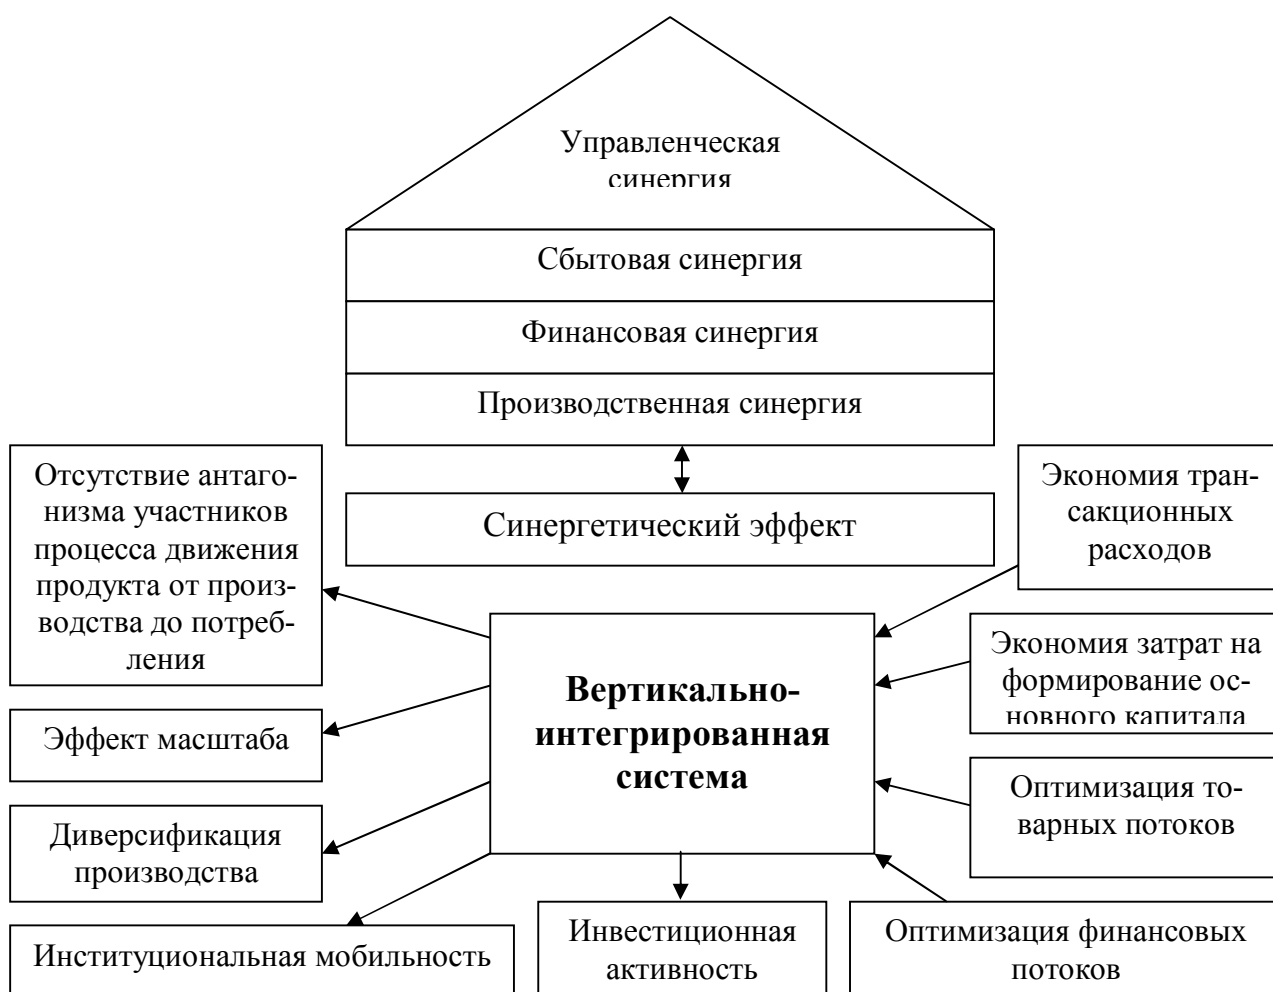 Управленческая
синергия
Сбытовая синергия
Финансовая синергия
Производственная синергия
Отсутствие антаго-
низма участников
процесса движения
продукта от произ-
водства до потреб-
ления
Синергетический эффект
Экономия тран-
сакционных
расходов
Вертикально-
интегрированная
система
Экономия затрат на
формирование ос-
новного капитала
Эффект масштаба
Оптимизация то-
варных потоков
Диверсификация
производства
Институциональная мобильность
Инвестиционная
активность
Оптимизация финансовых
потоков